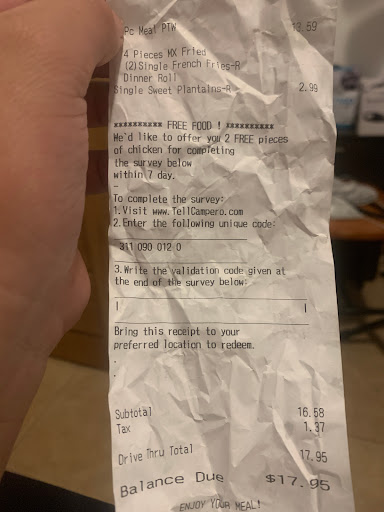 Pc Meal PTW 13.59
4 Pieces MX Fried
(2)Single French Fries-R
Dinner Roll
Single Sweet Plantains-R 2.99
********** FREE FOOD ! **********
We'd like to offer you 2 FREE pieces
of chicken for completing
the survey below
within 7 day.
-
To complete the survey:
1.Visit www.TellCampero.com
2.Enter the following unique code:
311 090 012 0
3.Write the validation code given at
the end of the survey below:
| |
Bring this receipt to your
preferred location to redeem.
.
.
Subtotal 16.58
Tax 1.37
Drive Thru Total 17.95
Balance Due $17.95
ENJOY YOUR MEAL!